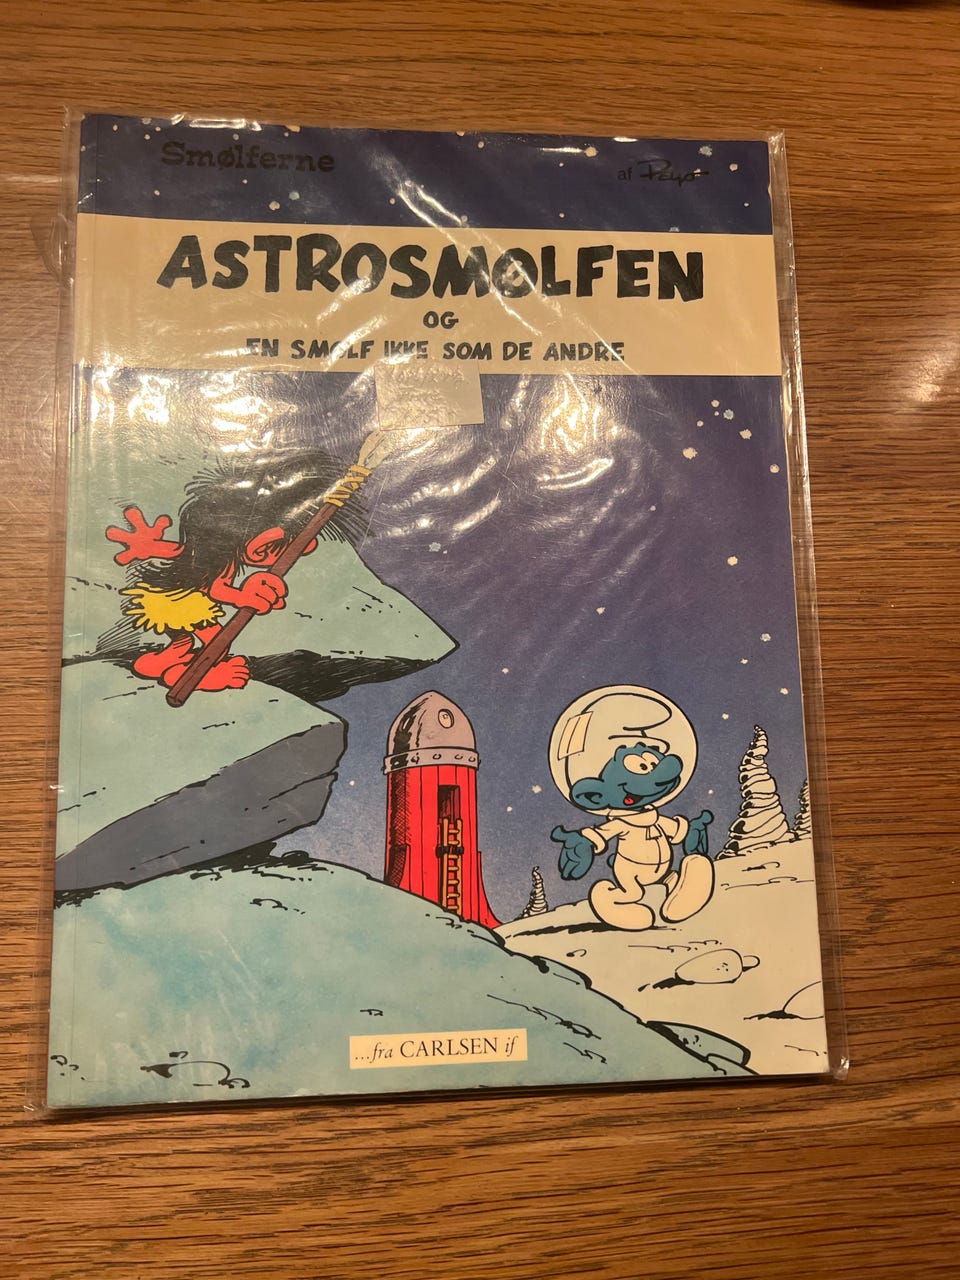 Smølferne
af Peyo
ASTROSMØLFEN
OG
EN SMØLF IKKE SOM DE ANDRE
...fra CARLSEN if